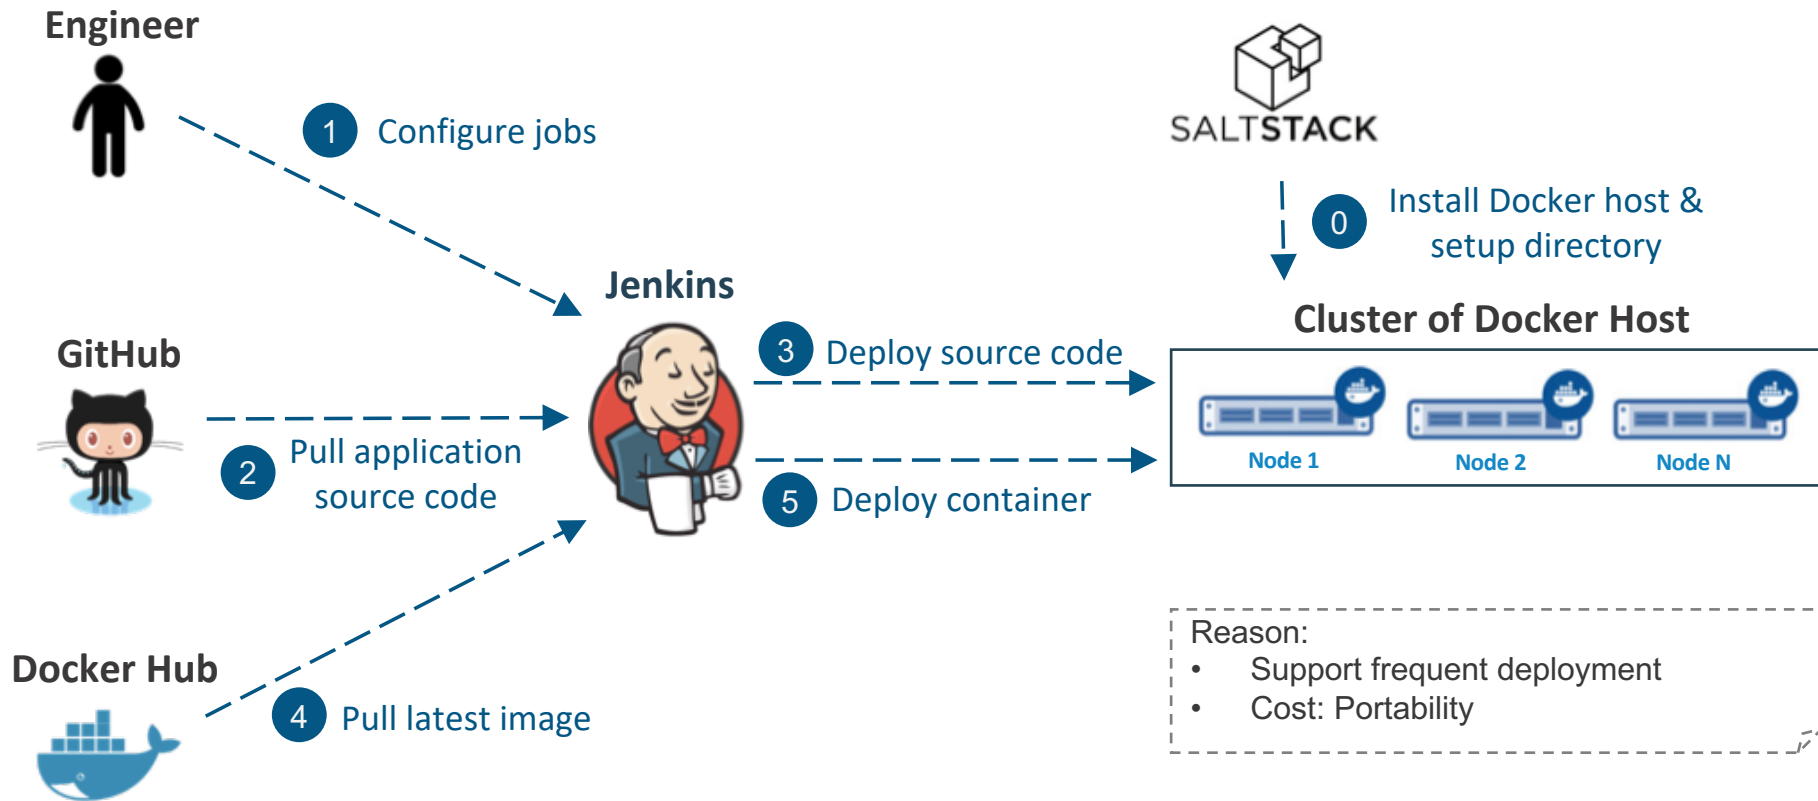 Engineer
1 Configure jobs
SALTSTACK
0 Install Docker host &
setup directory
Jenkins
Cluster of Docker Host
GitHub
3 Deploy source code
2 Pull application
source code
Node 1
Node 2
Node N
5 Deploy container
Docker Hub
4 Pull latest image
Reason:
• Support frequent deployment
• Cost: Portability